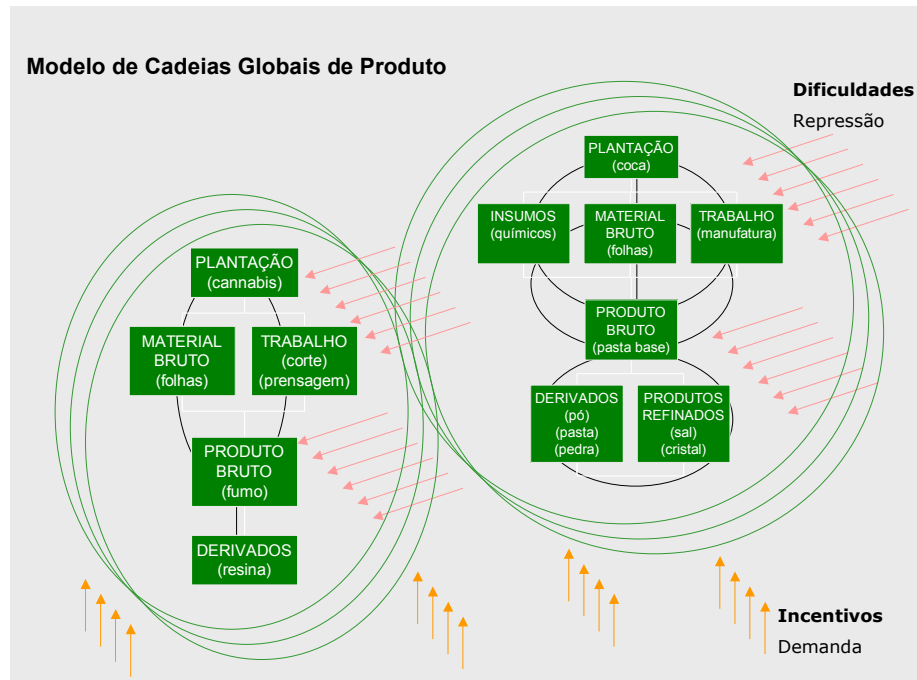 Modelo de Cadeias Globais de Produto
Dificuldades
Repressão
PLANTAÇÃO
(coca)
INSUMOS
(químicos)
MATERIAL
BRUTO
(folhas)
TRABALHO
(manufatura)
PRODUTO
BRUTO
(pasta base)
DERIVADOS
(pó)
(pasta)
(pedra)
PRODUTOS
REFINADOS
(sal)
(cristal)
PLANTAÇÃO
(cannabis)
MATERIAL
BRUTO
(folhas)
TRABALHO
(corte)
(prensagem)
PRODUTO
BRUTO
(fumo)
DERIVADOS
(resina)
Incentivos
Demanda